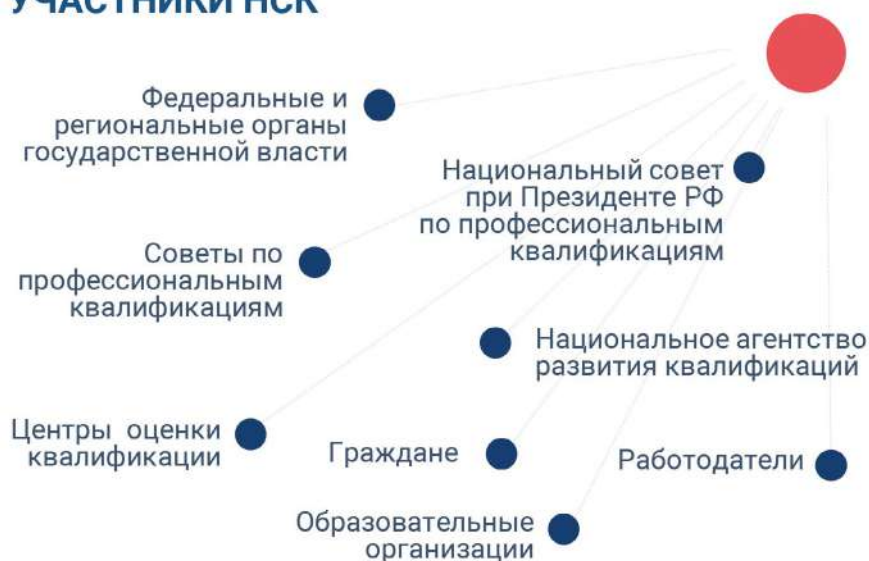 УЧАСТНИКИ НСК
Федеральные и
региональные органы
государственной власти
Национальный совет
при Президенте РФ
по профессиональным
квалификациям
Советы по
профессиональным
квалификациям
Национальное агентство
развития квалификаций
Центры оценки
квалификации
Граждане
Работодатели
Образовательные
организации